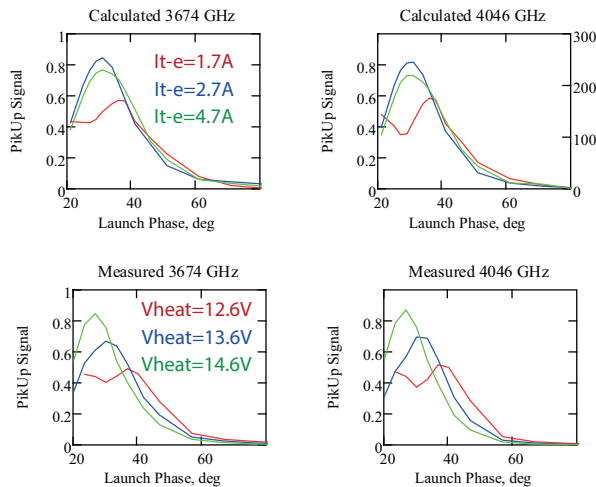 Calculated 3674 GHz
1
0.8
0.6
0.4
0.2
0
PikUp Signal
It-e=1.7A
It-e=2.7A
It-e=4.7A
20 40 60
Launch Phase, deg
Calculated 4046 GHz
1
0.8
0.6
0.4
0.2
0
PikUp Signal
300
200
100
0
20 40 60
Launch Phase, deg
Measured 3674 GHz
1
0.8
0.6
0.4
0.2
0
PikUp Signal
Vheat=12.6V
Vheat=13.6V
Vheat=14.6V
20 40 60
Launch Phase, deg
Measured 4046 GHz
1
0.8
0.6
0.4
0.2
0
PikUp Signal
20 40 60
Launch Phase, deg